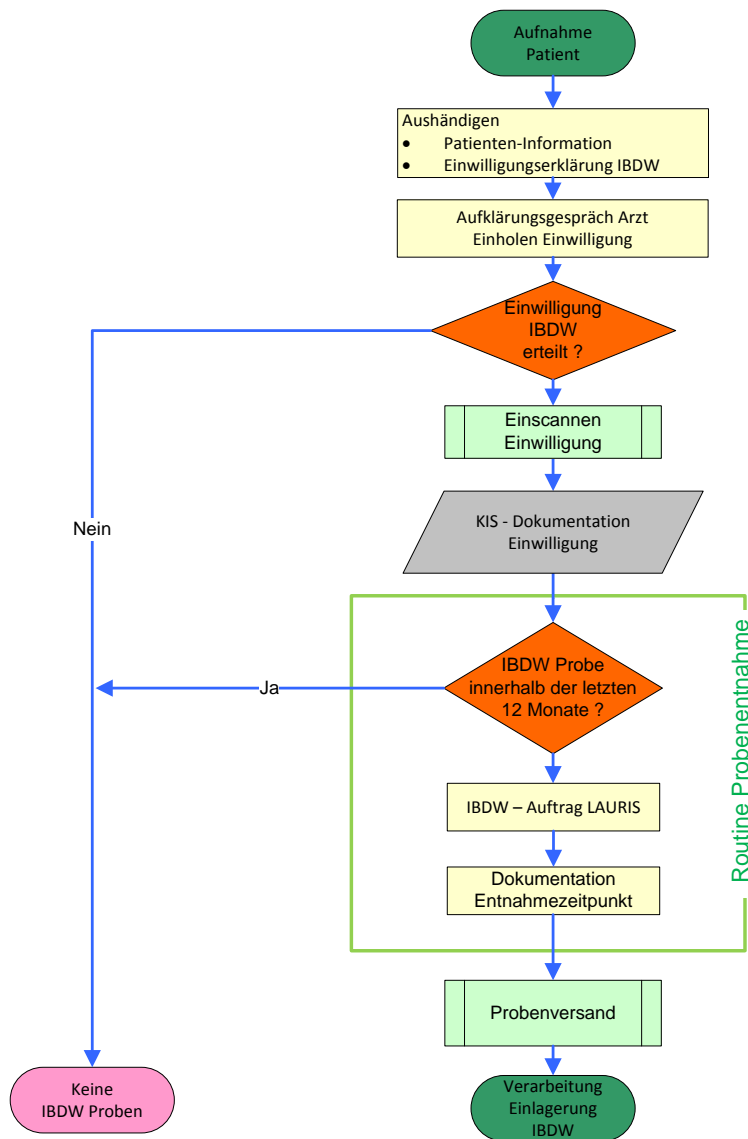 Aufnahme
Patient
Aushändigen
• Patienten-Information
• Einwilligungserklärung IBDW
Aufklärungsgespräch Arzt
Einholen Einwilligung
Einwilligung
IBDW
erteilt ?
Einscannen
Einwilligung
KIS - Dokumentation
Einwilligung
Nein
IBDW Probe
innerhalb der letzten
12 Monate ?
Ja
IBDW – Auftrag LAURIS
Dokumentation
Entnahmezeitpunkt
Routine Probenentnahme
Probenversand
Keine
IBDW Proben
Verarbeitung
Einlagerung
IBDW